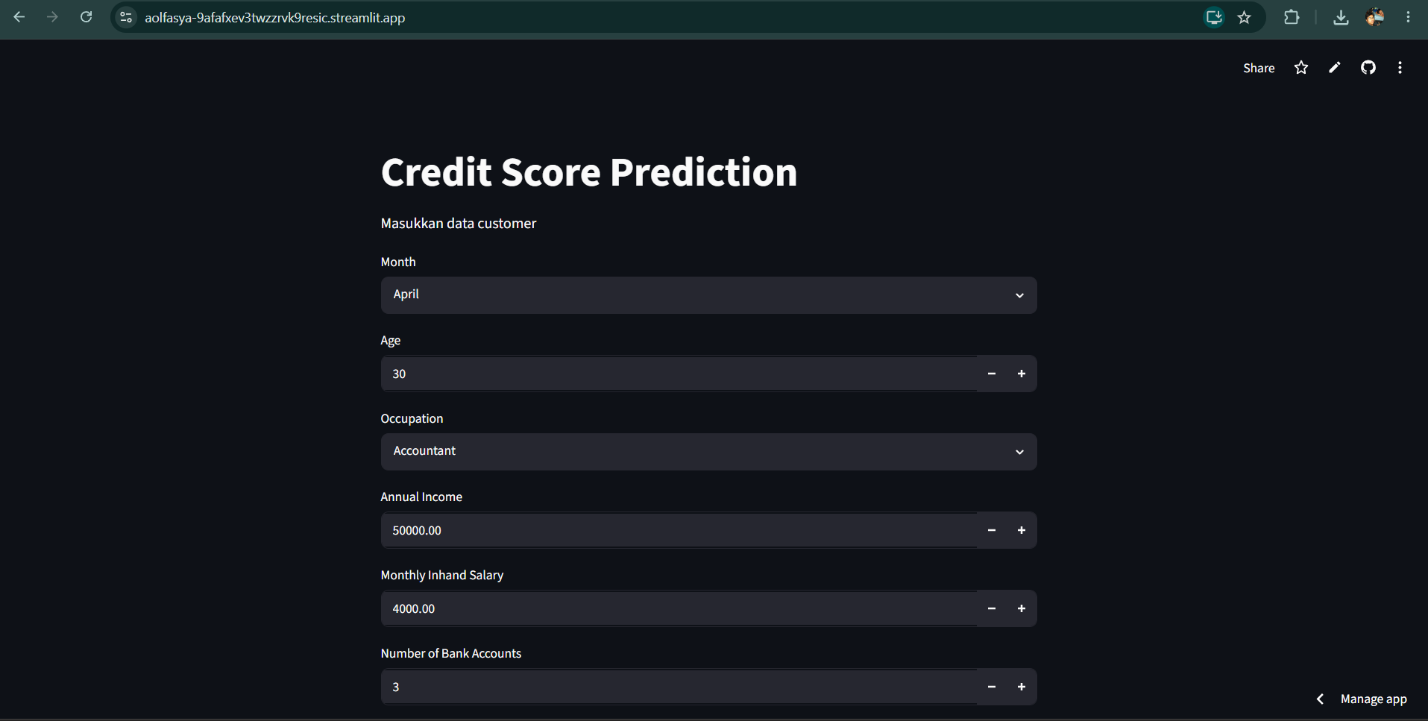 aolfasya-9afafxev3twzzrvk9resic.streamlit.app
Share
Credit Score Prediction
Masukkan data customer
Month
April
Age
30
Occupation
Accountant
Annual Income
50000.00
Monthly Inhand Salary
4000.00
Number of Bank Accounts
3
Manage app